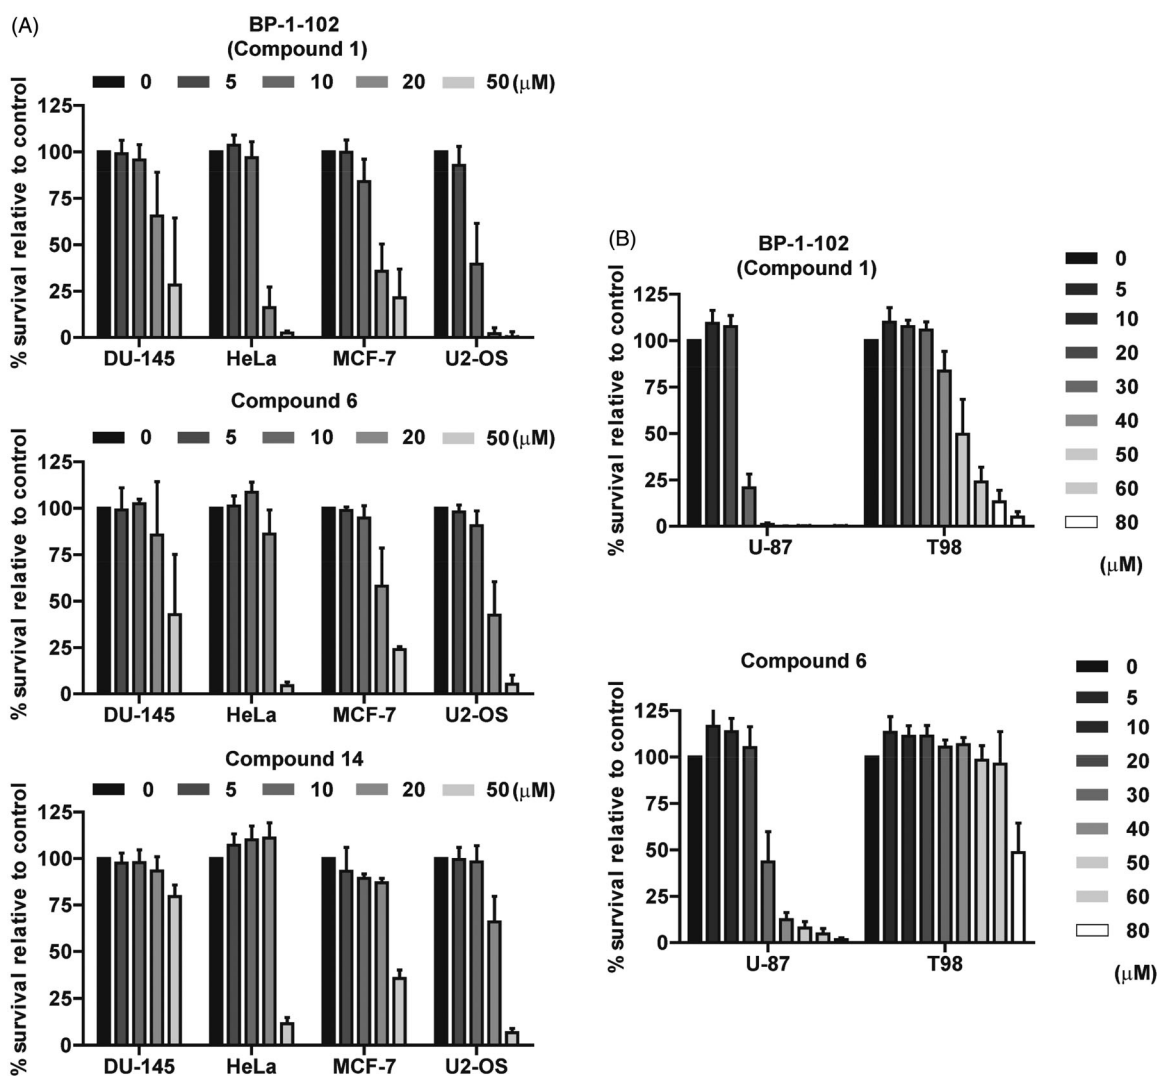 (A)
BP-1-102
(Compound 1)
0 5 10 20 50 (μM)
% survival relative to control
125
100
75
50
25
0
DU-145 HeLa MCF-7 U2-OS
Compound 6
0 5 10 20 50 (μM)
% survival relative to control
125
100
75
50
25
0
DU-145 HeLa MCF-7 U2-OS
Compound 14
0 5 10 20 50 (μM)
% survival relative to control
125
100
75
50
25
0
DU-145 HeLa MCF-7 U2-OS
(B)
BP-1-102
(Compound 1)
% survival relative to control
125
100
75
50
25
0
U-87 T98
0
5
10
20
30
40
50
60
80
(μM)
Compound 6
% survival relative to control
125
100
75
50
25
0
U-87 T98
0
5
10
20
30
40
50
60
80
(μM)